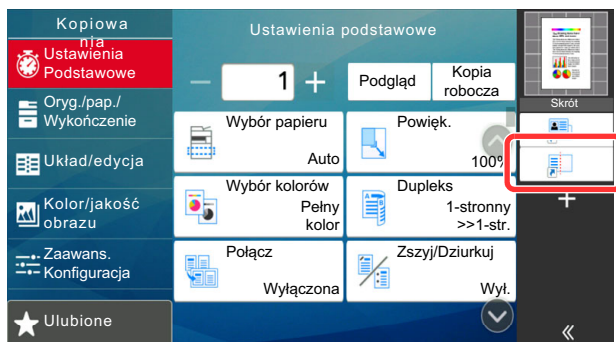 Kopiowa
nia
Ustawienia
Podstawowe
Oryg./pap./
Wykończenie
Układ/edycja
Kolor/jakość
obrazu
Zaawans.
Konfiguracja
Ulubione
Ustawienia podstawowe
1
Podgląd
Kopia
robocza
Wybór papieru
Auto
Powięk.
100%
Wybór kolorów
Pełny
kolor
Dupleks
1-stronny
>>1-str.
Połącz
Wyłączona
Zszyj/Dziurkuj
Wył.
Skrót